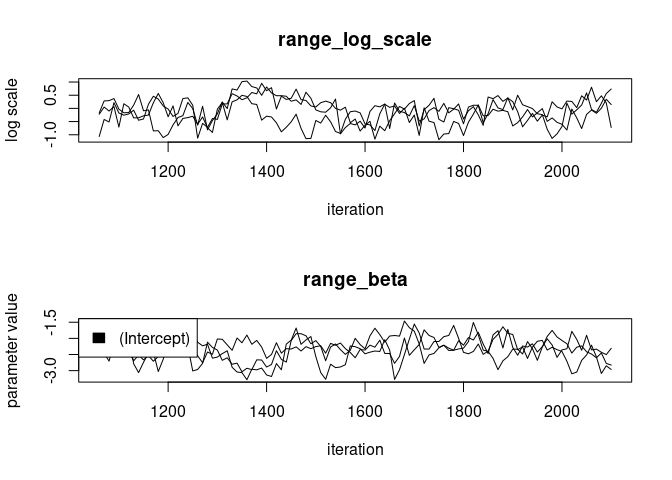 range_log_scale
log scale
0.5
-1.0
1200 1400 1600 1800 2000
iteration
range_beta
parameter value
-1.5
(Intercept)
-3.0
1200 1400 1600 1800 2000
iteration